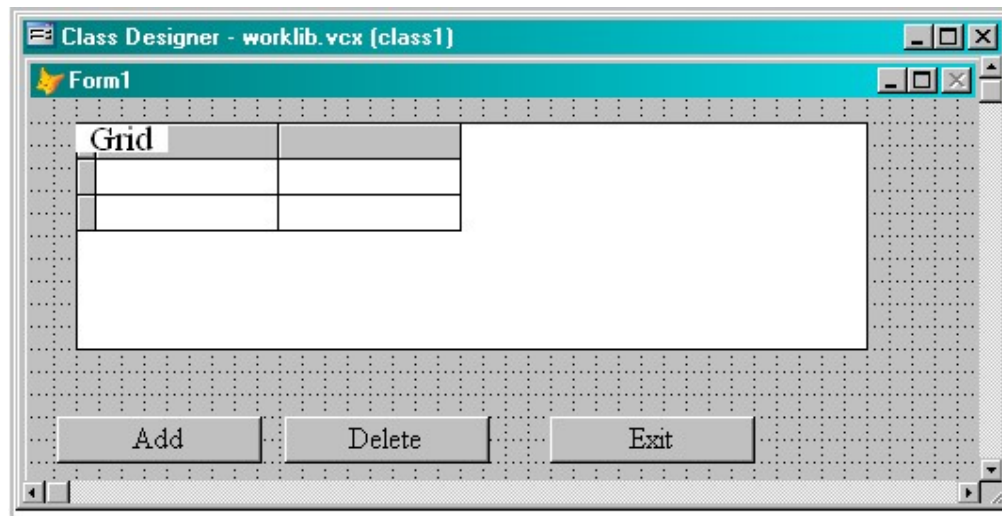 Class Designer - worklib.vcx (class1)
Form1
Grid
Add Delete Exit